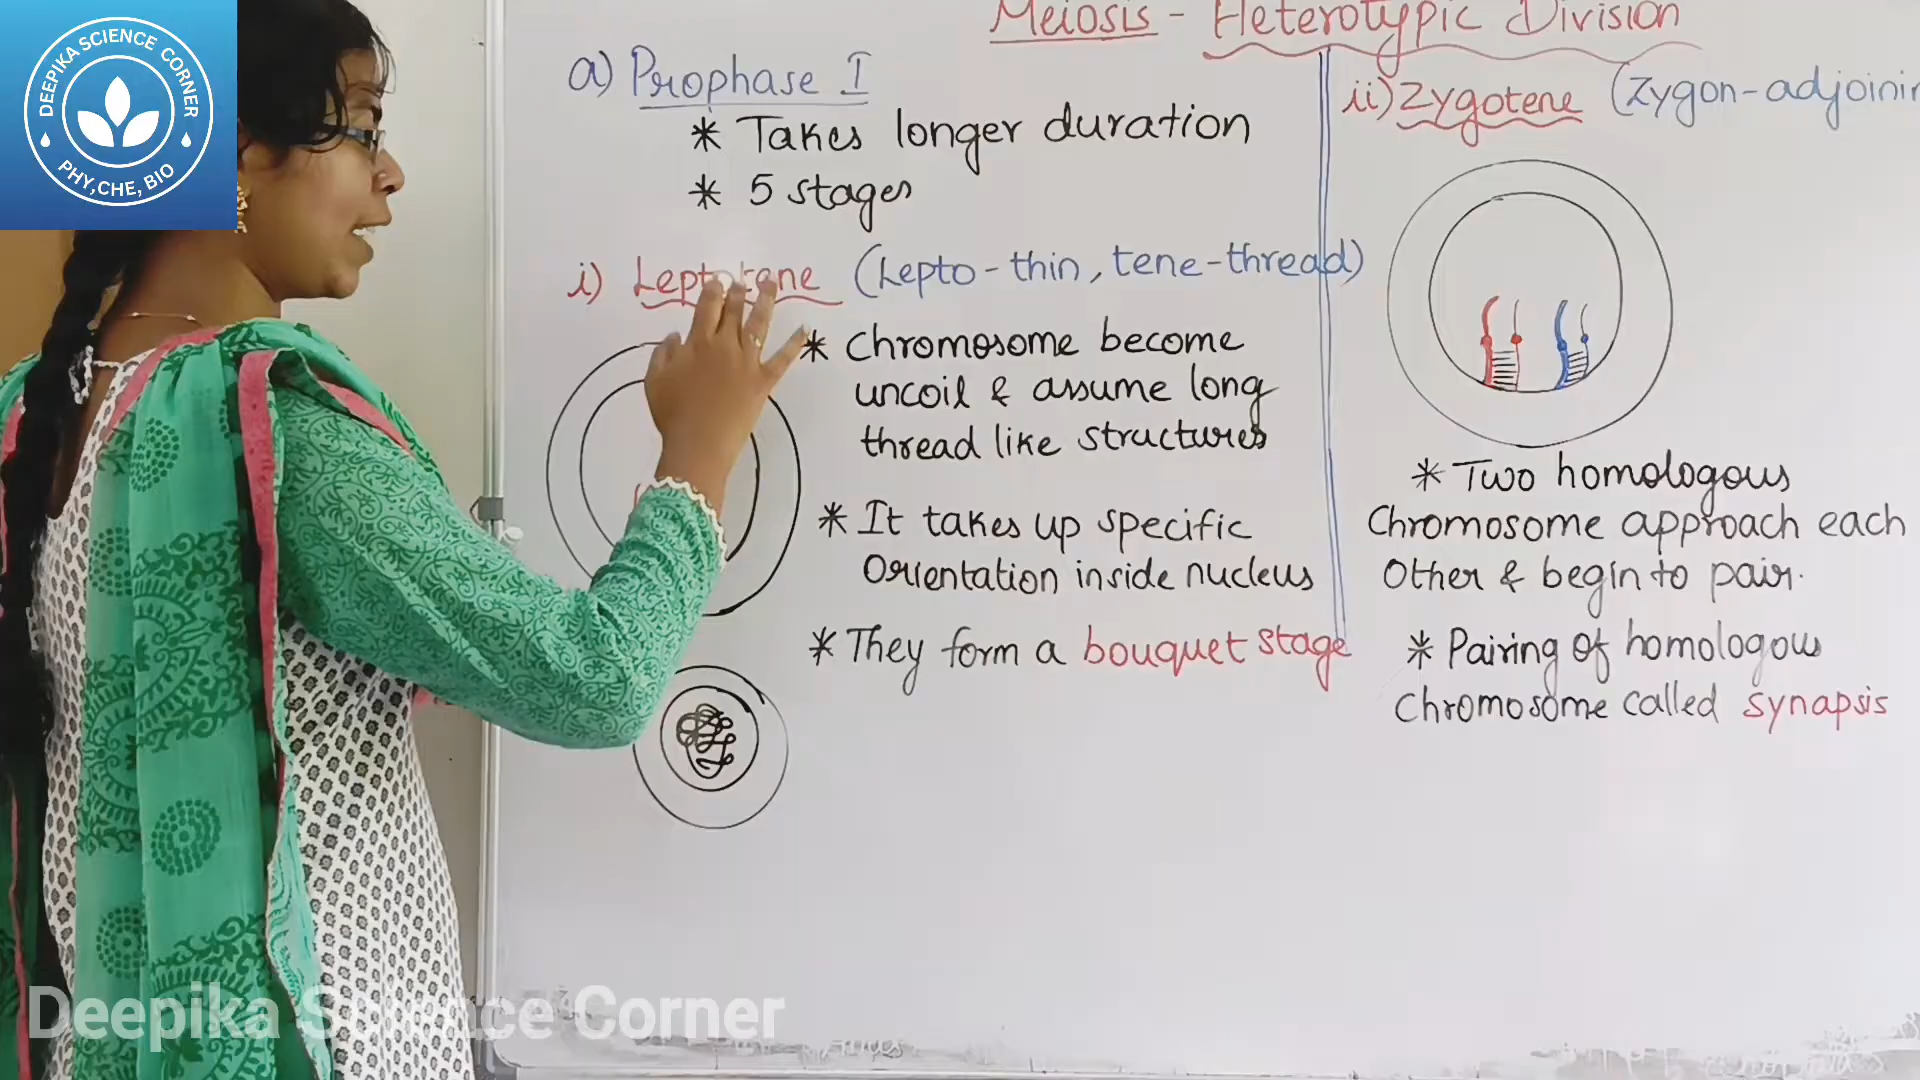 DEEPIKA SCIENCE CORNER
PHY,CHE, BIO
Meiosis - Heterotypic Division
a) Prophase I
* Takes longer duration
* 5 stages
i) Leptotene (Lepto - thin, tene-thread)
* Chromosome become
uncoil & assume long
thread like structures
* It takes up specific
Orientation inside nucleus
* They form a bouquet stage
ii) Zygotene (Zygon-adjoinin
* Two homologous
Chromosome approach each
Other & begin to pair.
* Pairing of homologous
Chromosome called synapsis
Deepika Science Corner